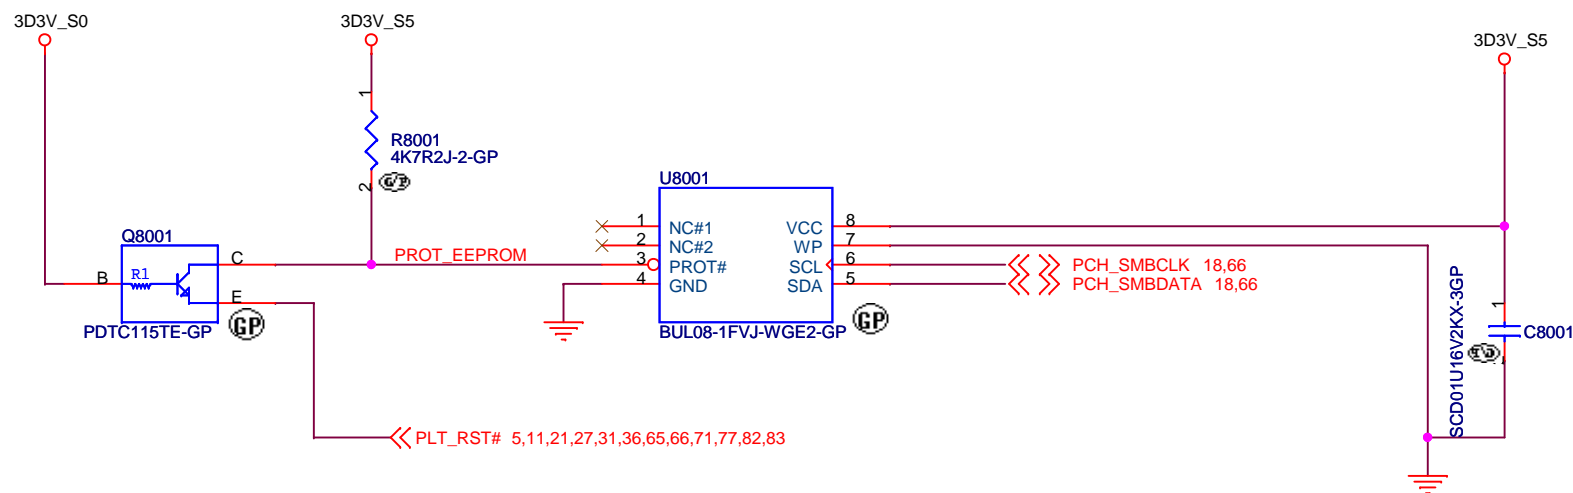 3D3V_S0
3D3V_S5
3D3V_S5
1
R8001
4K7R2J-2-GP
2
G/P
U8001
1 NC#1
2 NC#2
3 PROT#
4 GND
VCC 8
WP 7
SCL 6
SDA 5
BUL08-1FVJ-WGE2-GP
GP
PROT_EEPROM
Q8001
C
R1
B
E
PDTC115TE-GP
GP
PCH_SMBCLK 18,66
PCH_SMBDATA 18,66
SCD01U16V2KX-3GP
1
C8001
PLT_RST# 5,11,21,27,31,36,65,66,71,77,82,83